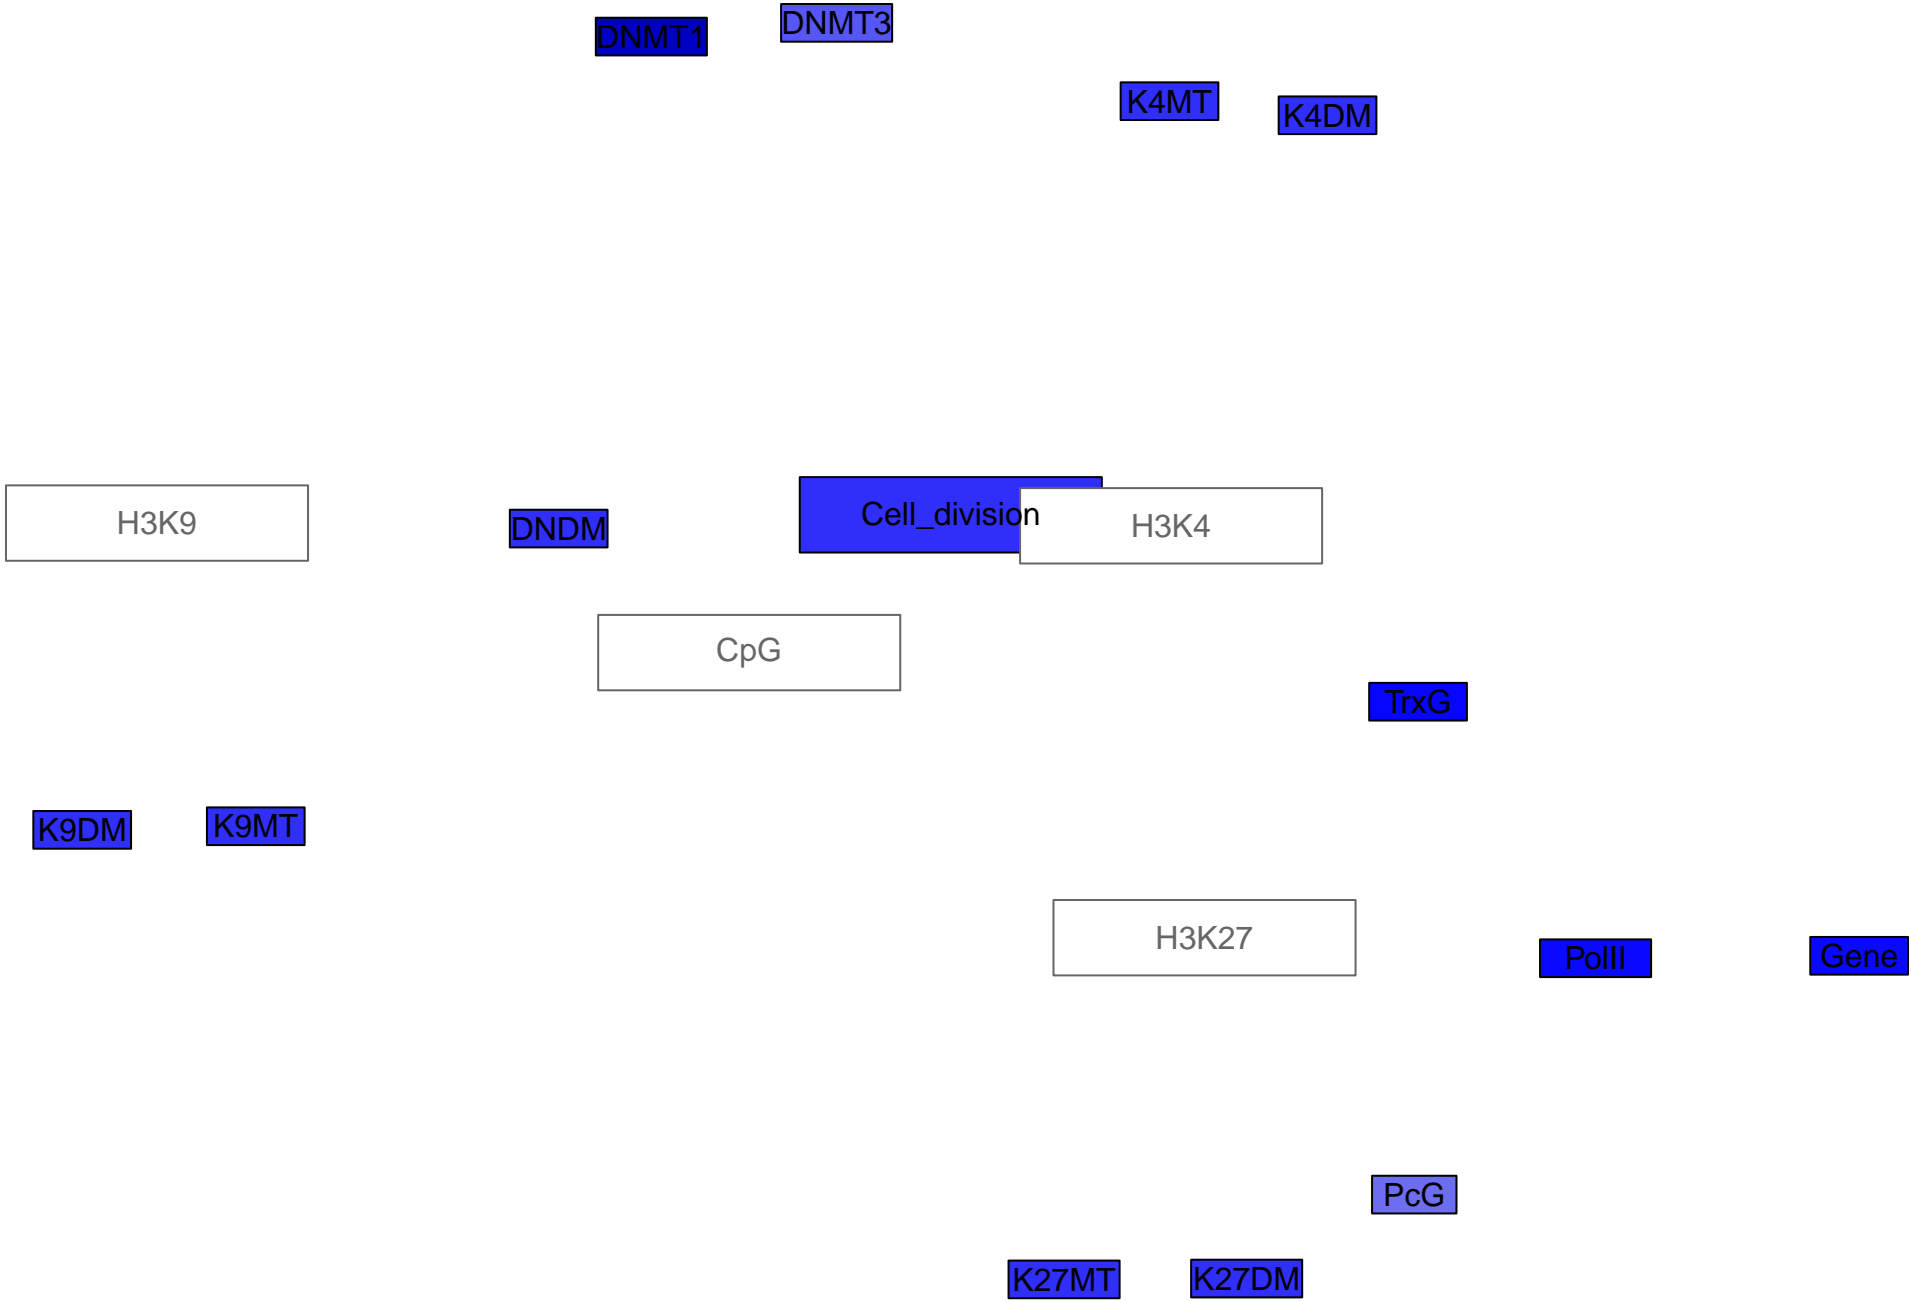 DNMT1
DNMT3
K4MT
K4DM
H3K9
DNDM
Cell_division
H3K4
CpG
TrxG
K9DM
K9MT
H3K27
PolII
Gene
PcG
K27MT
K27DM